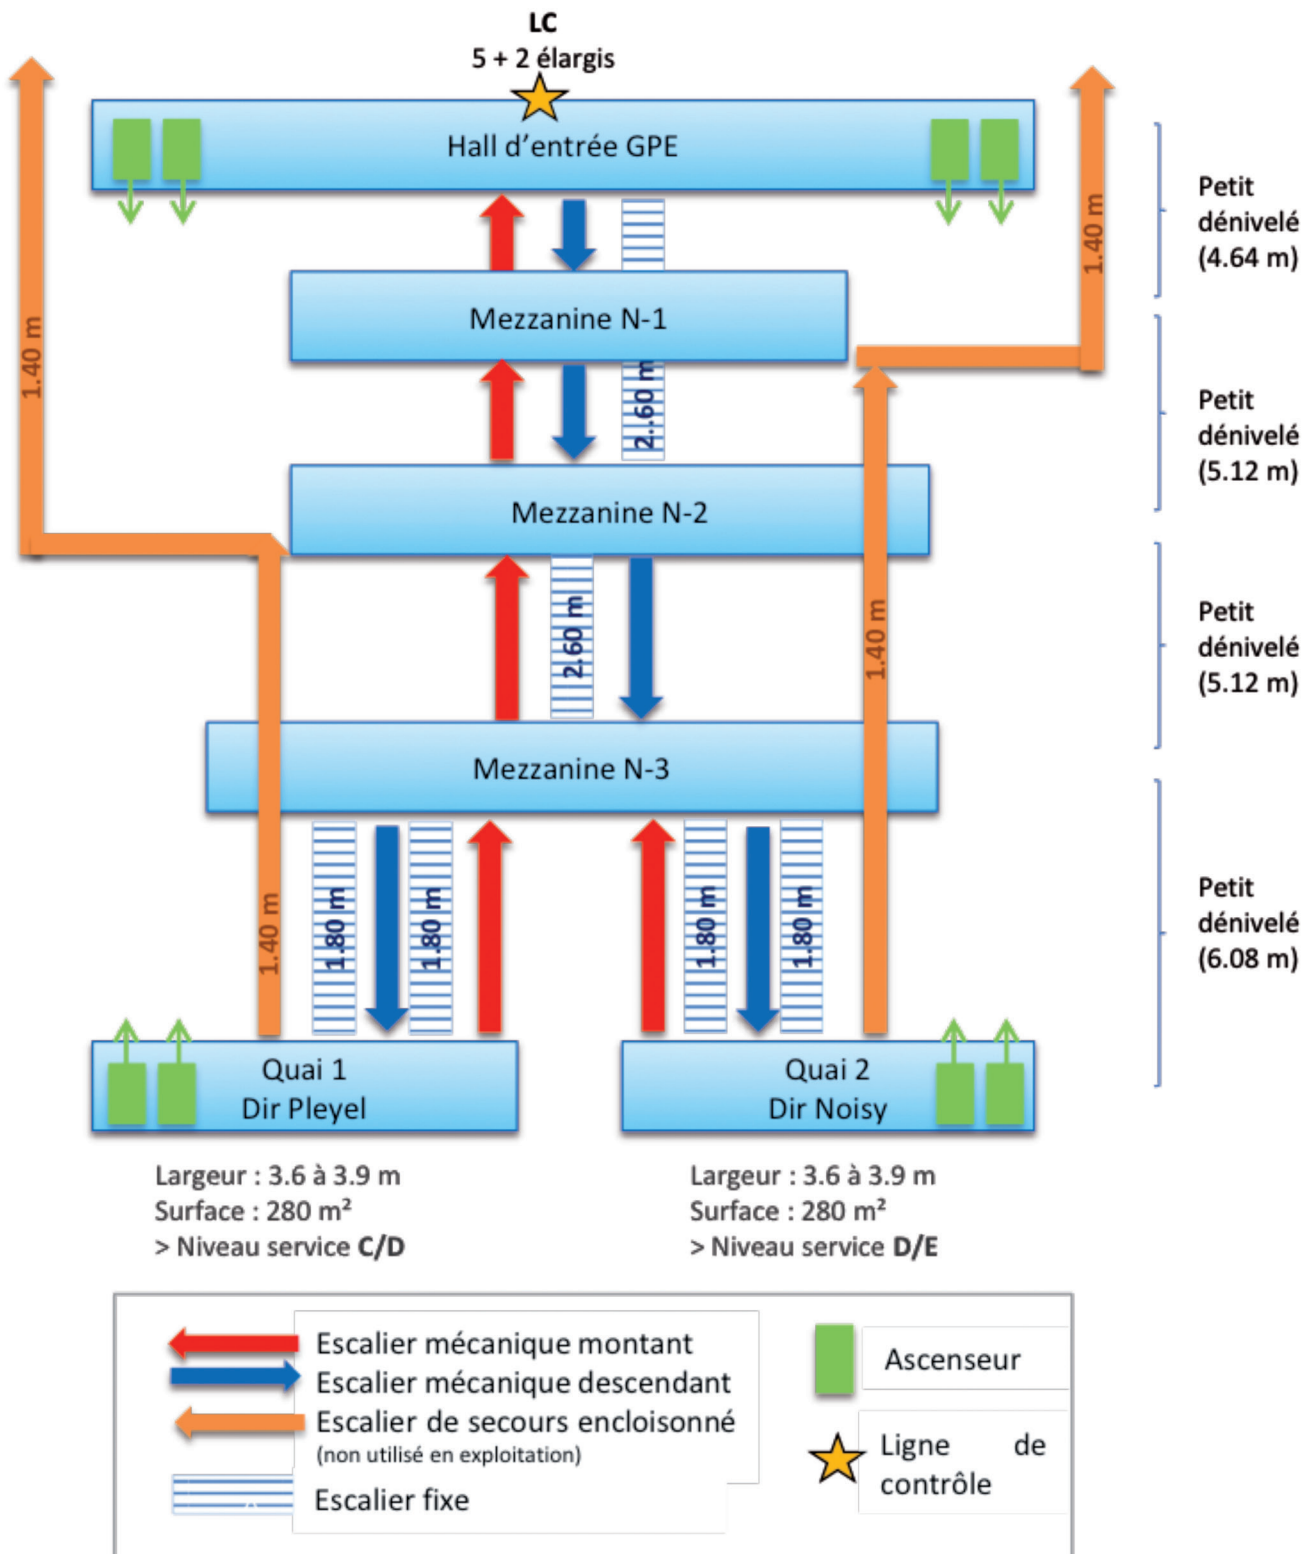 LC
5 + 2 élargis
Hall d'entrée GPE
Petit
dénivelé
(4.64 m)
1.40 m
1.40 m
Mezzanine N-1
2..60 m
Petit
dénivelé
(5.12 m)
Mezzanine N-2
2.60 m
1.40 m
Petit
dénivelé
(5.12 m)
Mezzanine N-3
1.40 m
1.80 m
1.80 m
1.80 m
1.80 m
Petit
dénivelé
(6.08 m)
Quai 1
Dir Pleyel
Quai 2
Dir Noisy
Largeur : 3.6 à 3.9 m
Surface : 280 m²
> Niveau service C/D
Largeur : 3.6 à 3.9 m
Surface : 280 m²
> Niveau service D/E
Escalier mécanique montant
Escalier mécanique descendant
Escalier de secours encloisonné
(non utilisé en exploitation)
Escalier fixe
Ascenseur
Ligne de
contrôle